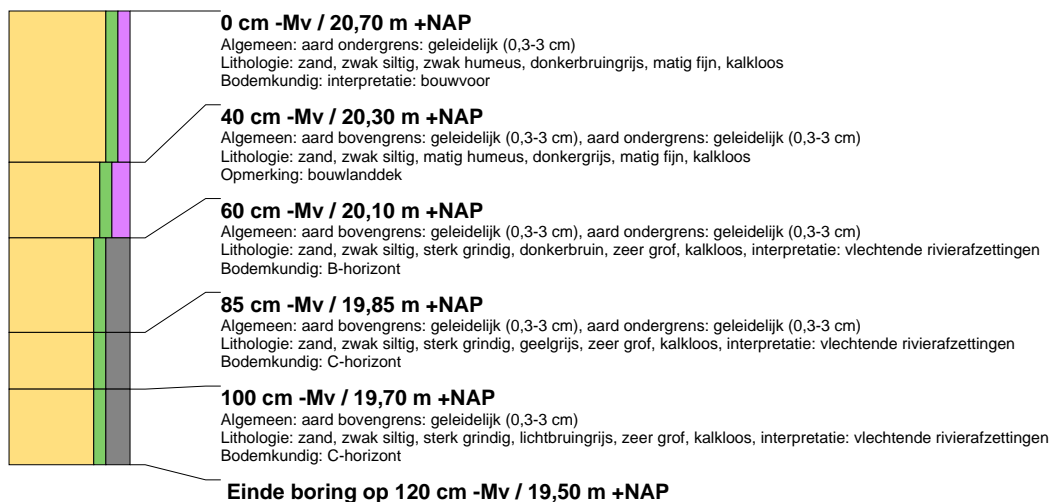 0 cm -Mv / 20,70 m +NAP
Algemeen: aard ondergrens: geleidelijk (0,3-3 cm)
Lithologie: zand, zwak siltig, zwak humeus, donkerbruingrijs, matig fijn, kalkloos
Bodemkundig: interpretatie: bouwvoor
40 cm -Mv / 20,30 m +NAP
Algemeen: aard bovengrens: geleidelijk (0,3-3 cm), aard ondergrens: geleidelijk (0,3-3 cm)
Lithologie: zand, zwak siltig, matig humeus, donkergrijs, matig fijn, kalkloos
Opmerking: bouwlanddek
60 cm -Mv / 20,10 m +NAP
Algemeen: aard bovengrens: geleidelijk (0,3-3 cm), aard ondergrens: geleidelijk (0,3-3 cm)
Lithologie: zand, zwak siltig, sterk grindig, donkerbruin, zeer grof, kalkloos, interpretatie: vlechtende rivierafzettingen
Bodemkundig: B-horizont
85 cm -Mv / 19,85 m +NAP
Algemeen: aard bovengrens: geleidelijk (0,3-3 cm), aard ondergrens: geleidelijk (0,3-3 cm)
Lithologie: zand, zwak siltig, sterk grindig, geelgrijs, zeer grof, kalkloos, interpretatie: vlechtende rivierafzettingen
Bodemkundig: C-horizont
100 cm -Mv / 19,70 m +NAP
Algemeen: aard bovengrens: geleidelijk (0,3-3 cm)
Lithologie: zand, zwak siltig, sterk grindig, lichtbruingrijs, zeer grof, kalkloos, interpretatie: vlechtende rivierafzettingen
Bodemkundig: C-horizont
Einde boring op 120 cm -Mv / 19,50 m +NAP